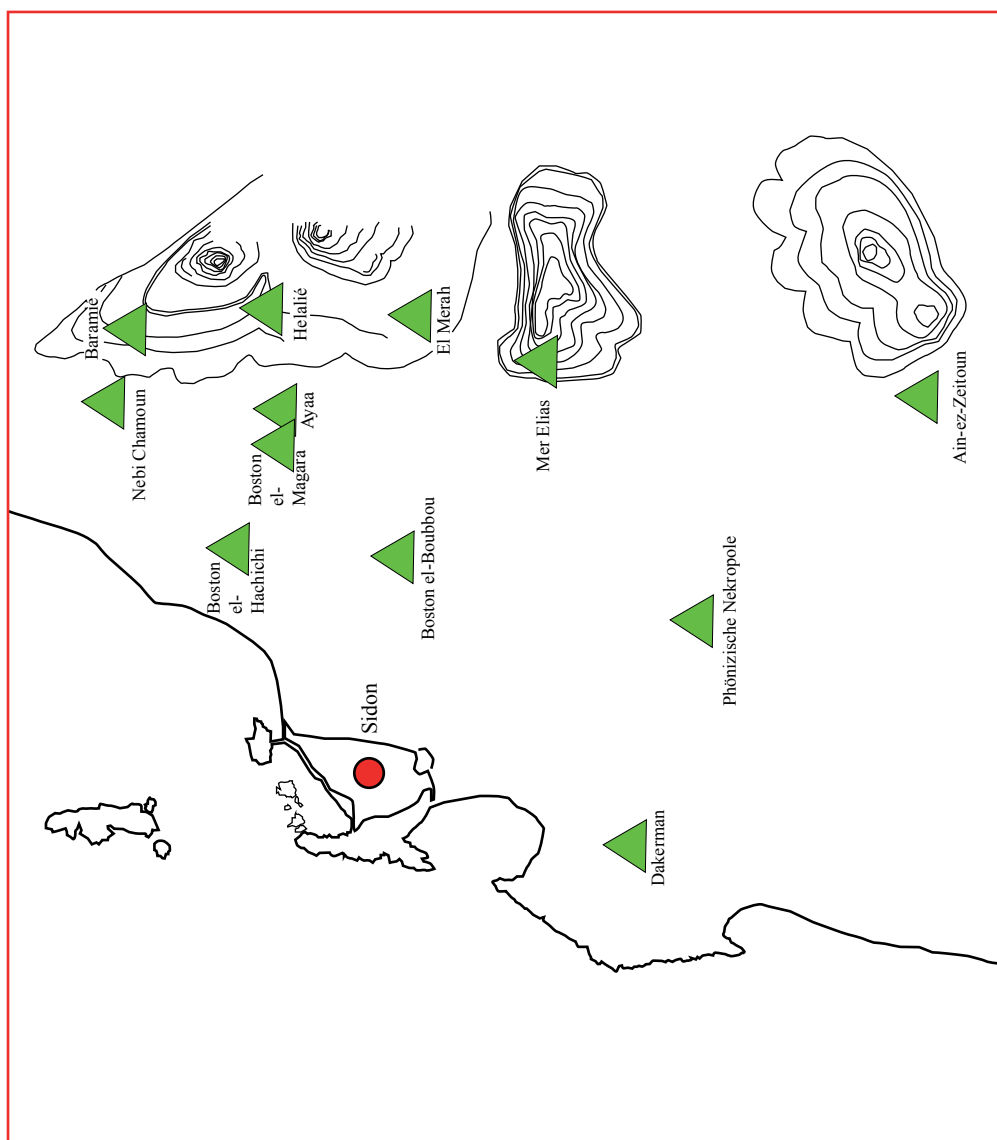 Baramié
Nebi Chamoun
Helalié
Ayaa
Boston
el-
Magara
Boston
el-
Hachichi
El Merah
Boston el-Boubbou
Sidon
Mer Elias
Dakerman
Phönizische Nekropole
Ain-ez-Zeitoun